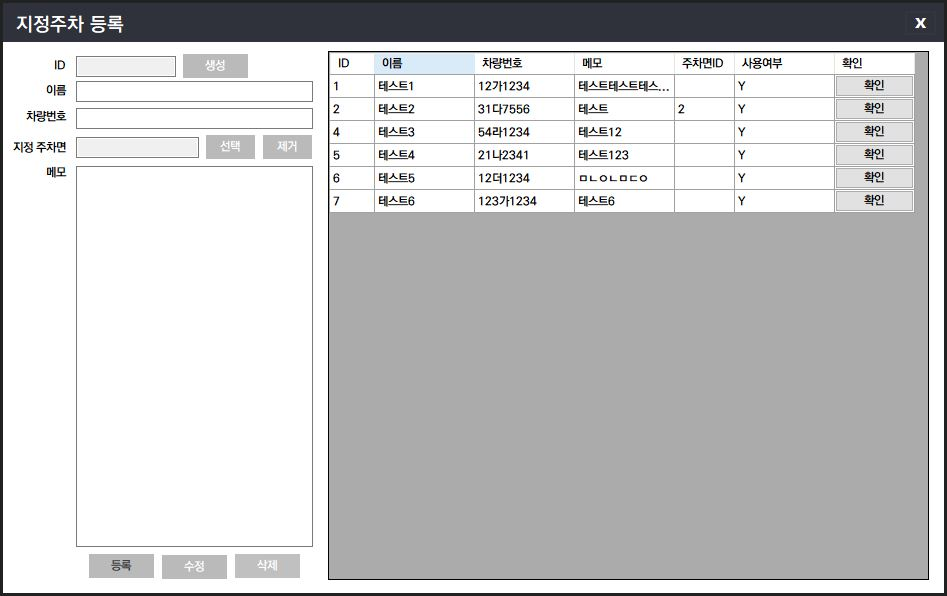 지정주차 등록 X
ID 생성
이름
차량번호
지정 주차면 선택 제거
메모
등록 수정 삭제
ID 이름 차량번호 메모 주차면ID 사용여부 확인
1 테스트1 12가1234 테스트테스트테스... Y 확인
2 테스트2 31다7556 테스트 2 Y 확인
4 테스트3 54라1234 테스트12 Y 확인
5 테스트4 21나2341 테스트123 Y 확인
6 테스트5 12더1234 ㅁㄴㅇㄴㅁㄷㅇ Y 확인
7 테스트6 123가1234 테스트6 Y 확인